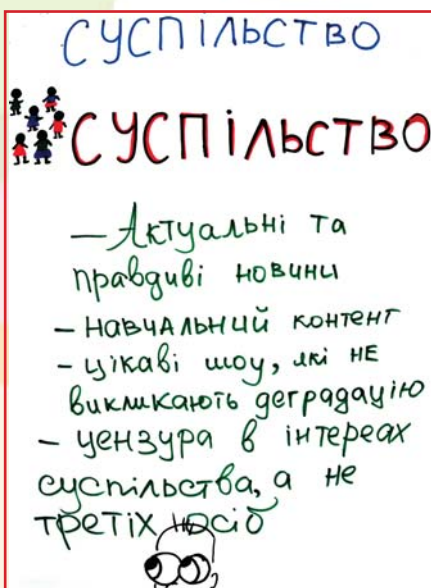 СУСПІЛЬСТВО
СУСПІЛЬСТВО
— Актуальні та
правдиві новини
- навчальний контент
- цікаві шоу, які не
викликають деградацію
- цензура в інтереах
суспільства, а не
третіх осіб